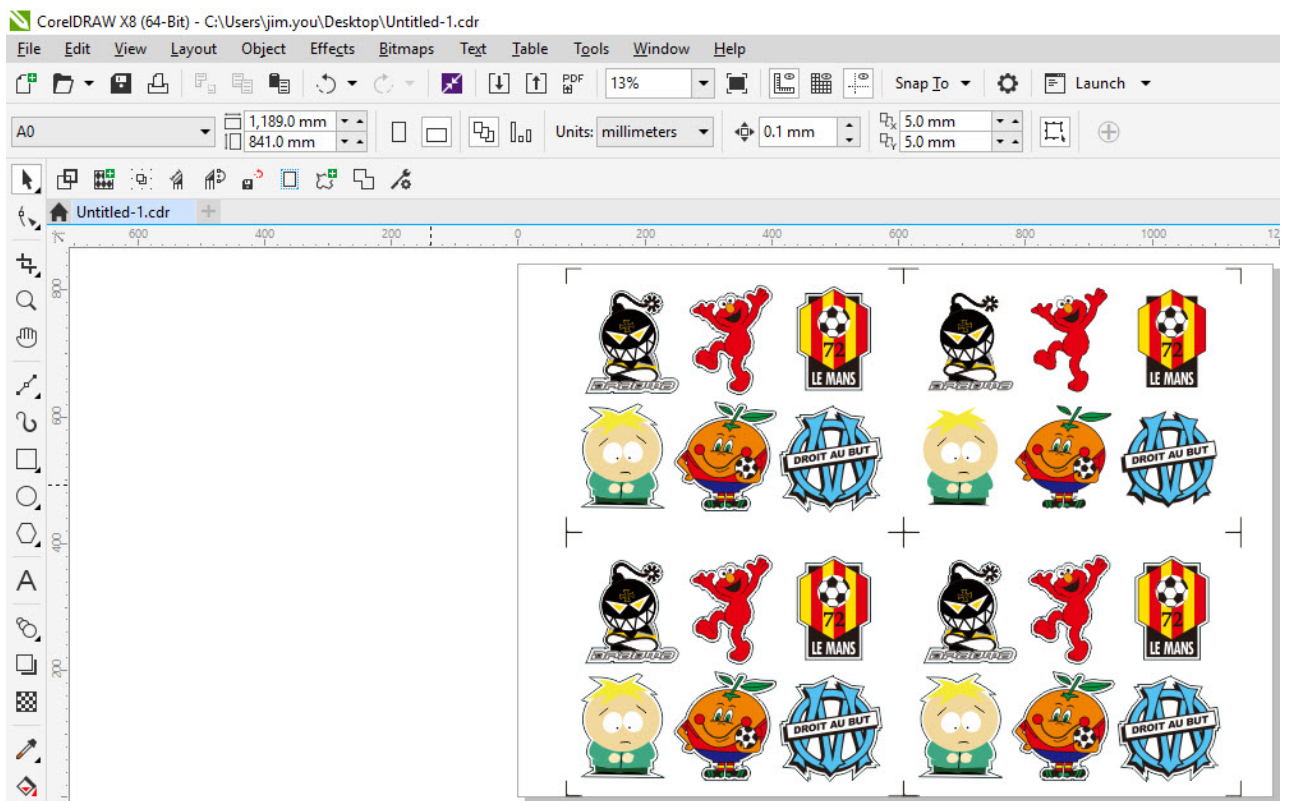 CorelDRAW X8 (64-Bit) - C:\Users\jim.you\Desktop\Untitled-1.cdr
File Edit View Layout Object Effects Bitmaps Text Table Tools Window Help
PDF 13% Snap To Launch
A0 1,189.0 mm 841.0 mm Units: millimeters 0.1 mm 5.0 mm 5.0 mm
Untitled-1.cdr
600 400 200 0 200 400 600 800 1000 12
800
72 72
LE MANS LE MANS
600
DROIT AU BUT DROIT AU BUT
400
72 72
LE MANS LE MANS
200
DROIT AU BUT DROIT AU BUT